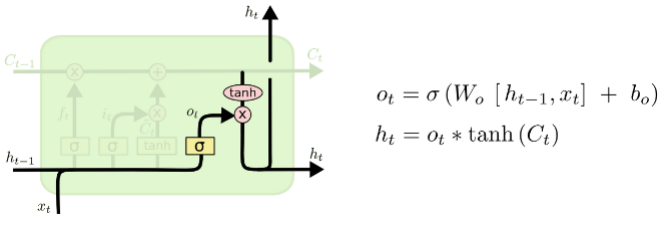 h_t
C_{t-1}
C_t
tanh
f_t
i_t
C̃_t
o_t
x
x
+
x
h_{t-1}
σ
σ
tanh
σ
h_t
x_t
o_t = σ (W_o [h_{t-1}, x_t] + b_o)
h_t = o_t * tanh (C_t)